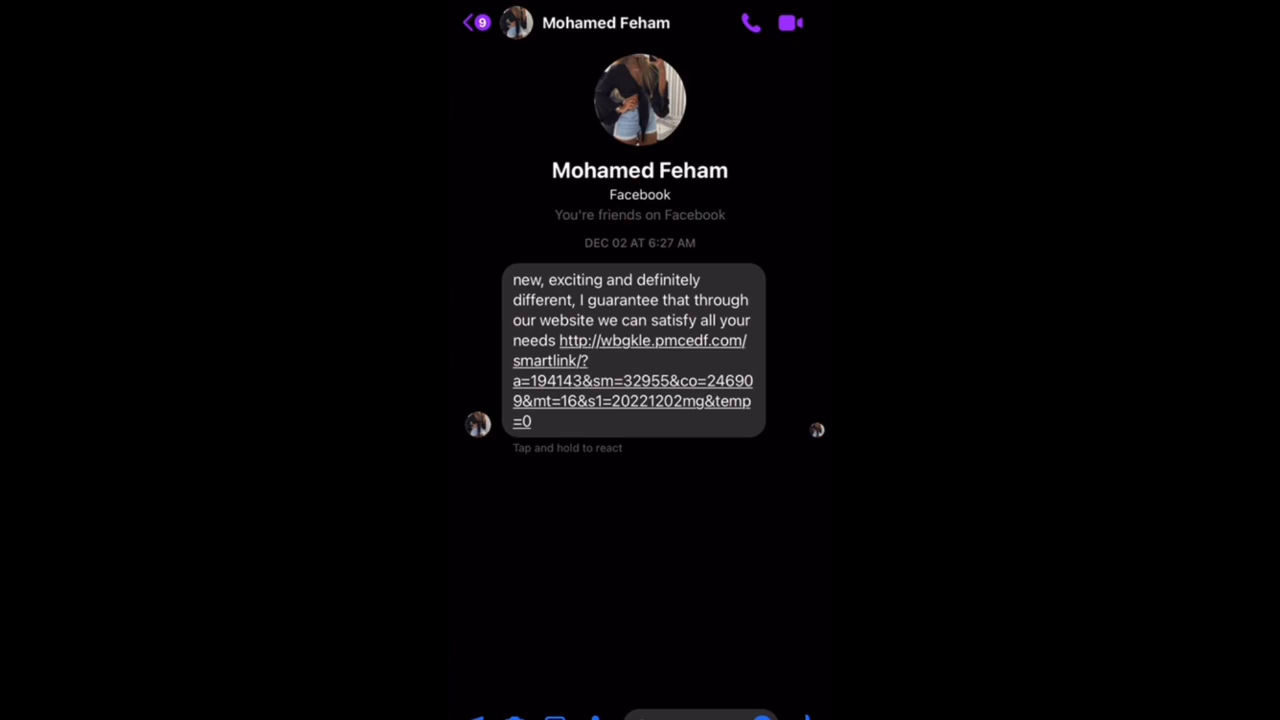 9 Mohamed Feham
Mohamed Feham
Facebook
You're friends on Facebook
DEC 02 AT 6:27 AM
new, exciting and definitely
different, I guarantee that through
our website we can satisfy all your
needs http://wbgkle.pmcedf.com/
smartlink/?
a=194143&sm=32955&co=24690
9&mt=16&s1=20221202mg&temp
=0
Tap and hold to react